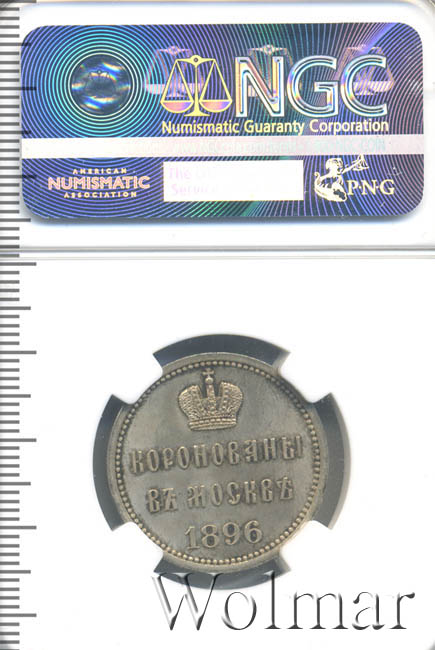 NGC
Numismatic Guaranty Corporation
AMERICAN
NUMISMATIC
ASSOCIATION
PNG
КОРОНОВАНЫ
ВЪ МОСКВѢ
1896
Wolmar